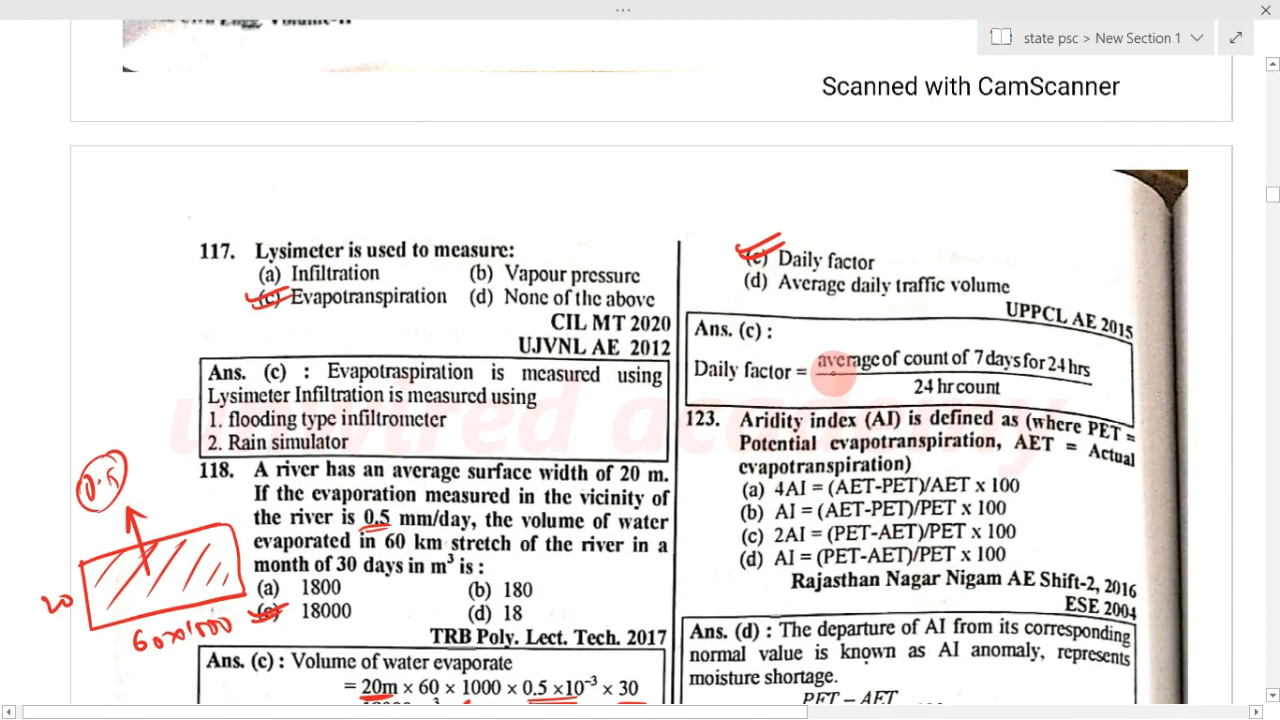 state psc > New Section 1
Scanned with CamScanner
117. Lysimeter is used to measure:
(a) Infiltration (b) Vapour pressure
(c) Evapotranspiration (d) None of the above
CIL MT 2020
UJVNL AE 2012
Ans. (c) : Evapotraspiration is measured using
Lysimeter Infiltration is measured using
1. flooding type infiltrometer
2. Rain simulator
118. A river has an average surface width of 20 m.
If the evaporation measured in the vicinity of
the river is 0.5 mm/day, the volume of water
evaporated in 60 km stretch of the river in a
month of 30 days in m³ is :
(a) 1800 (b) 180
(c) 18000 (d) 18
TRB Poly. Lect. Tech. 2017
Ans. (c) : Volume of water evaporate
= 20m × 60 × 1000 × 0.5 ×10⁻³ × 30
0.5
20
60×1000
(c) Daily factor
(d) Average daily traffic volume
UPPCL AE 2015
Ans. (c) :
Daily factor = average of count of 7 days for 24 hrs
24 hr count
123. Aridity index (AI) is defined as (where PET =
Potential evapotranspiration, AET = Actual
evapotranspiration)
(a) 4AI = (AET-PET)/AET x 100
(b) AI = (AET-PET)/PET x 100
(c) 2AI = (PET-AET)/PET x 100
(d) AI = (PET-AET)/PET x 100
Rajasthan Nagar Nigam AE Shift-2, 2016
ESE 2004
Ans. (d) : The departure of AI from its corresponding
normal value is known as AI anomaly, represents
moisture shortage.
PET – AET